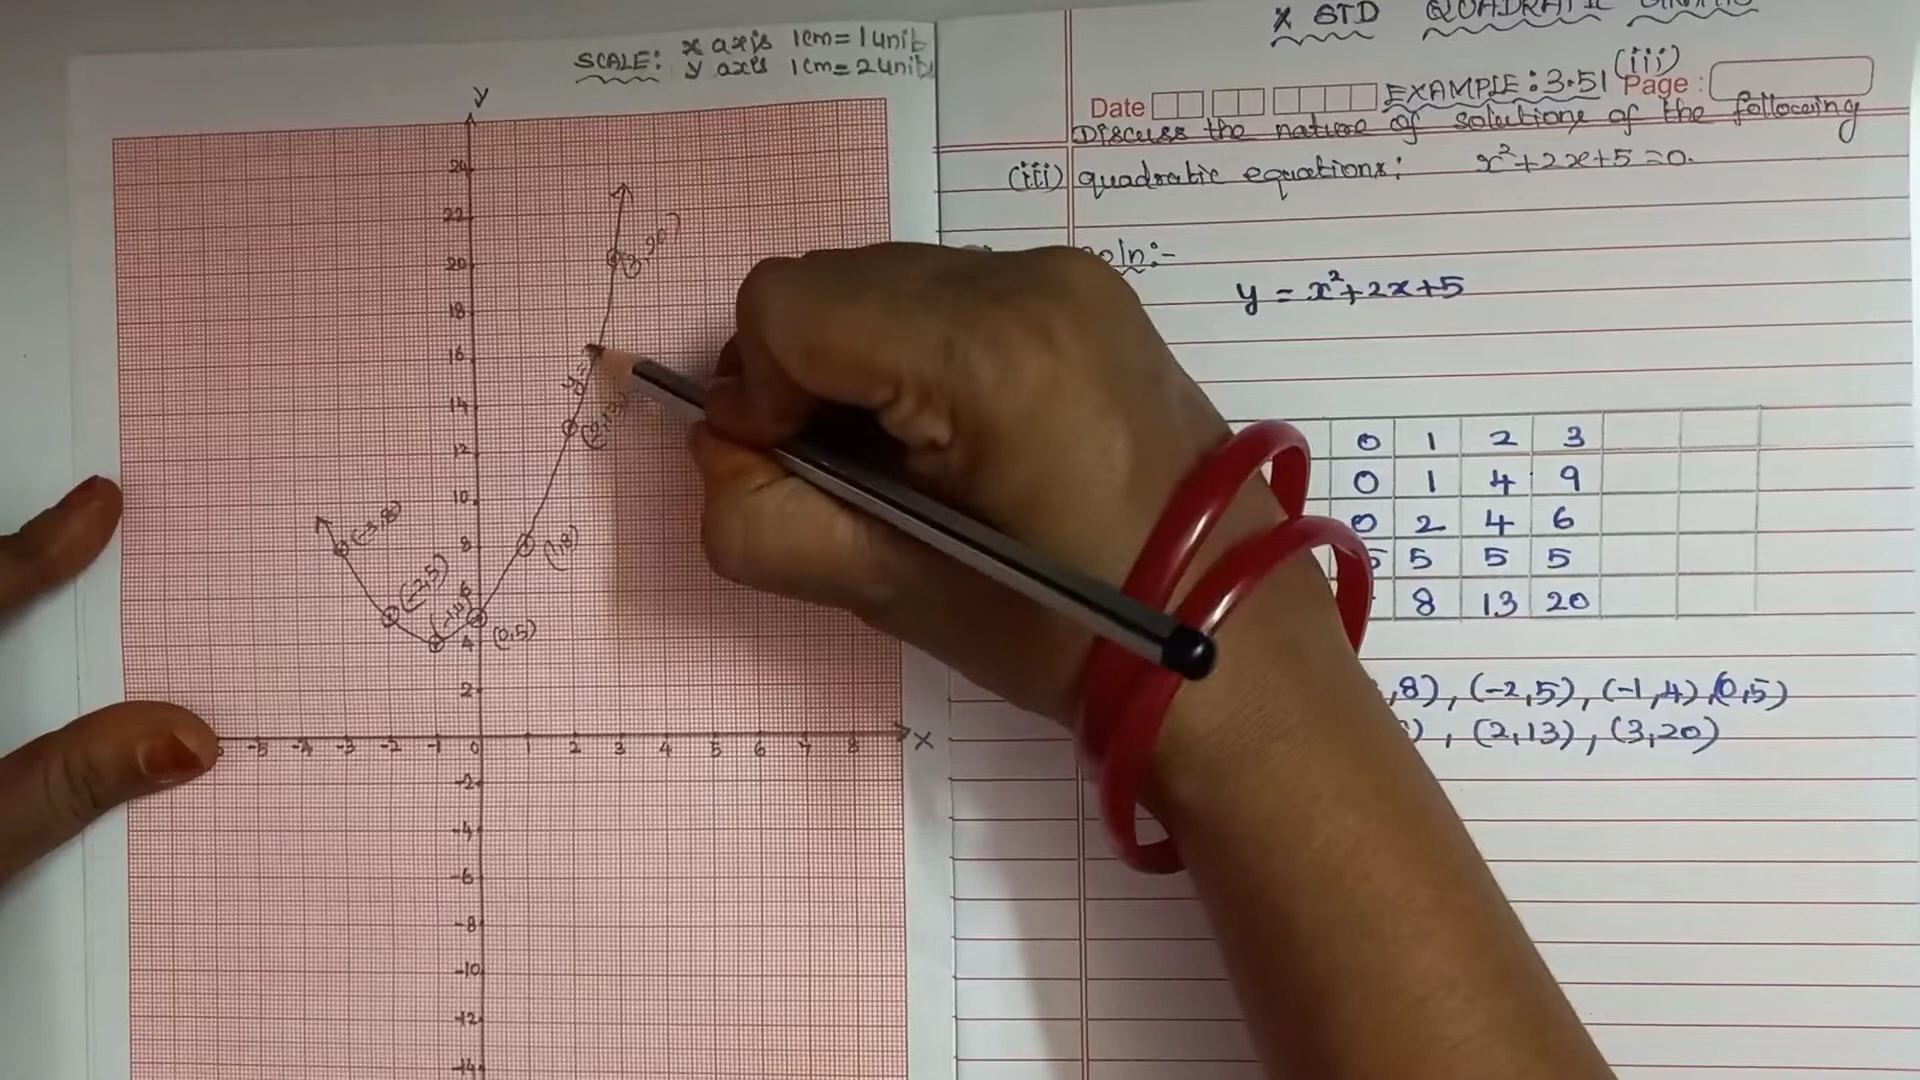 SCALE: x axis 1cm = 1 unit
y axis 1cm = 2 units
Y
24
22
20
18
16
14
12
10
8
6
4
2
(3,20)
y =
(2,13)
(-3,8)
(-2,5)
(1,8)
(0,5)
-5 -4 -3 -2 -1 0 1 2 3 4 5 6 7 8 X
-2
-4
-6
-8
-10
-12
-14
X STD QUADRATIC
(iii)
Date EXAMPLE: 3.51 Page :
Discuss the nature of solutions of the following
(iii) quadratic equations: x²+2x+5=0.
Soln:-
y = x²+2x+5
0 1 2 3
0 1 4 9
0 2 4 6
5 5 5 5
8 13 20
,8), (-2,5), (-1,4), (0,5)
), (2,13), (3,20)